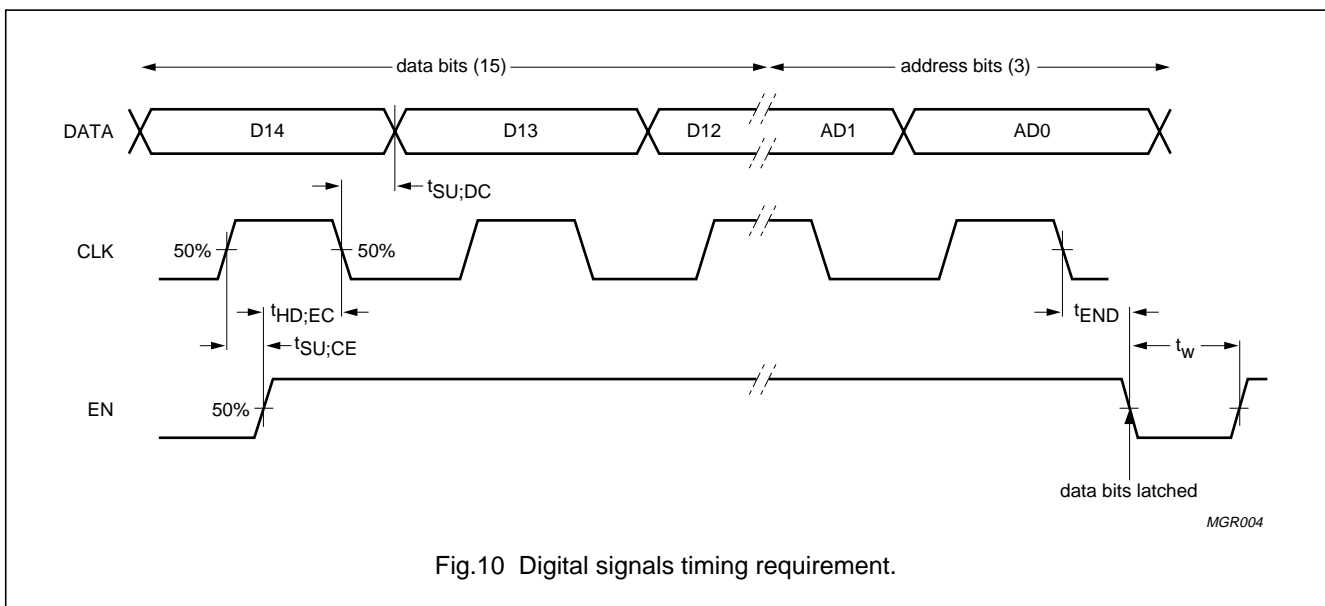 data bits (15) address bits (3)
DATA D14 D13 D12 AD1 AD0
tSU;DC
CLK 50% 50%
tHD;EC tEND
tSU;CE tw
EN 50%
data bits latched
MGR004
Fig.10 Digital signals timing requirement.